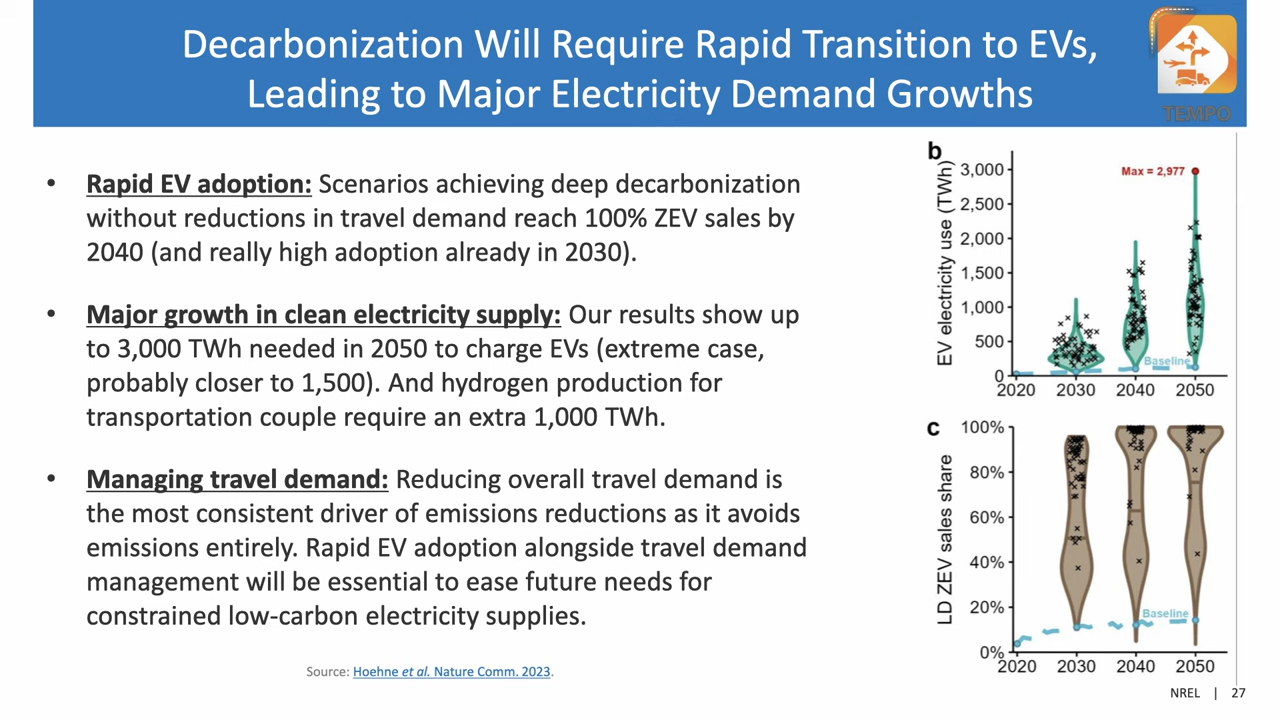 Decarbonization Will Require Rapid Transition to EVs,
Leading to Major Electricity Demand Growths
TEMPO
• Rapid EV adoption: Scenarios achieving deep decarbonization
without reductions in travel demand reach 100% ZEV sales by
2040 (and really high adoption already in 2030).
• Major growth in clean electricity supply: Our results show up
to 3,000 TWh needed in 2050 to charge EVs (extreme case,
probably closer to 1,500). And hydrogen production for
transportation couple require an extra 1,000 TWh.
• Managing travel demand: Reducing overall travel demand is
the most consistent driver of emissions reductions as it avoids
emissions entirely. Rapid EV adoption alongside travel demand
management will be essential to ease future needs for
constrained low-carbon electricity supplies.
Source: Hoehne et al. Nature Comm. 2023.
b
EV electricity use (TWh)
3,000
2,500
2,000
1,500
1,000
500
0
Max = 2,977
Baseline
2020 2030 2040 2050
c
LD ZEV sales share
100%
80%
60%
40%
20%
0%
Baseline
2020 2030 2040 2050
NREL | 27